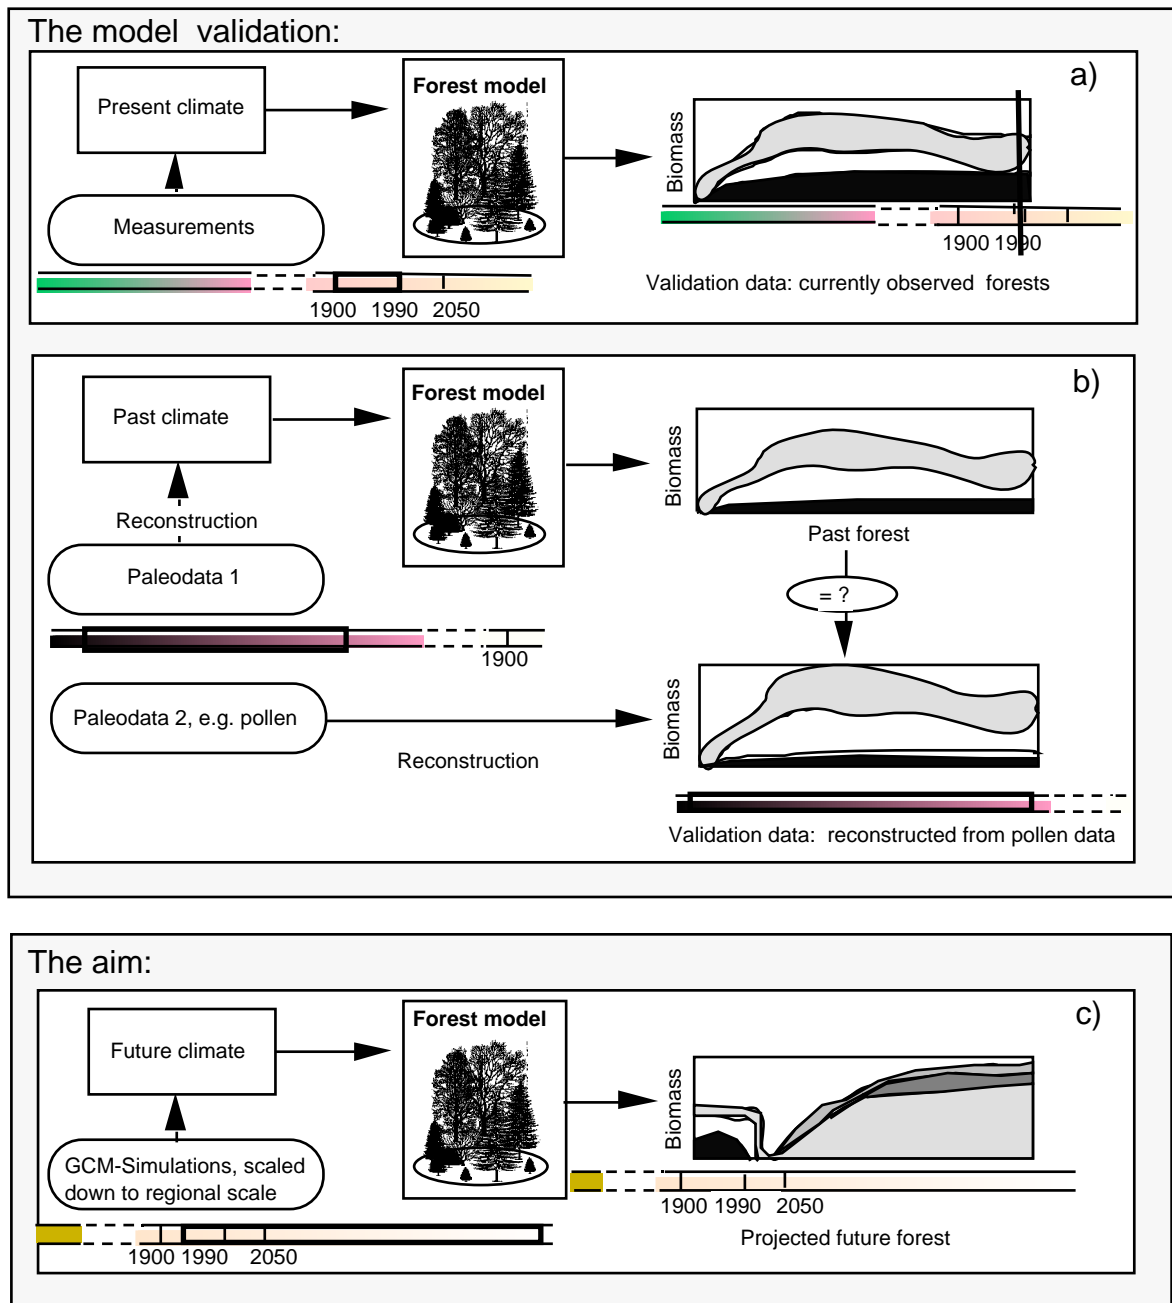 The model validation:
a)
Present climate
Forest model
Biomass
Measurements
1900 1990
1900 1990 2050
Validation data: currently observed forests
b)
Past climate
Forest model
Biomass
Reconstruction
Past forest
Paleodata 1
= ?
1900
Paleodata 2, e.g. pollen
Biomass
Reconstruction
Validation data: reconstructed from pollen data
The aim:
c)
Forest model
Future climate
Biomass
GCM-Simulations, scaled
down to regional scale
1900 1990 2050
1900 1990 2050
Projected future forest